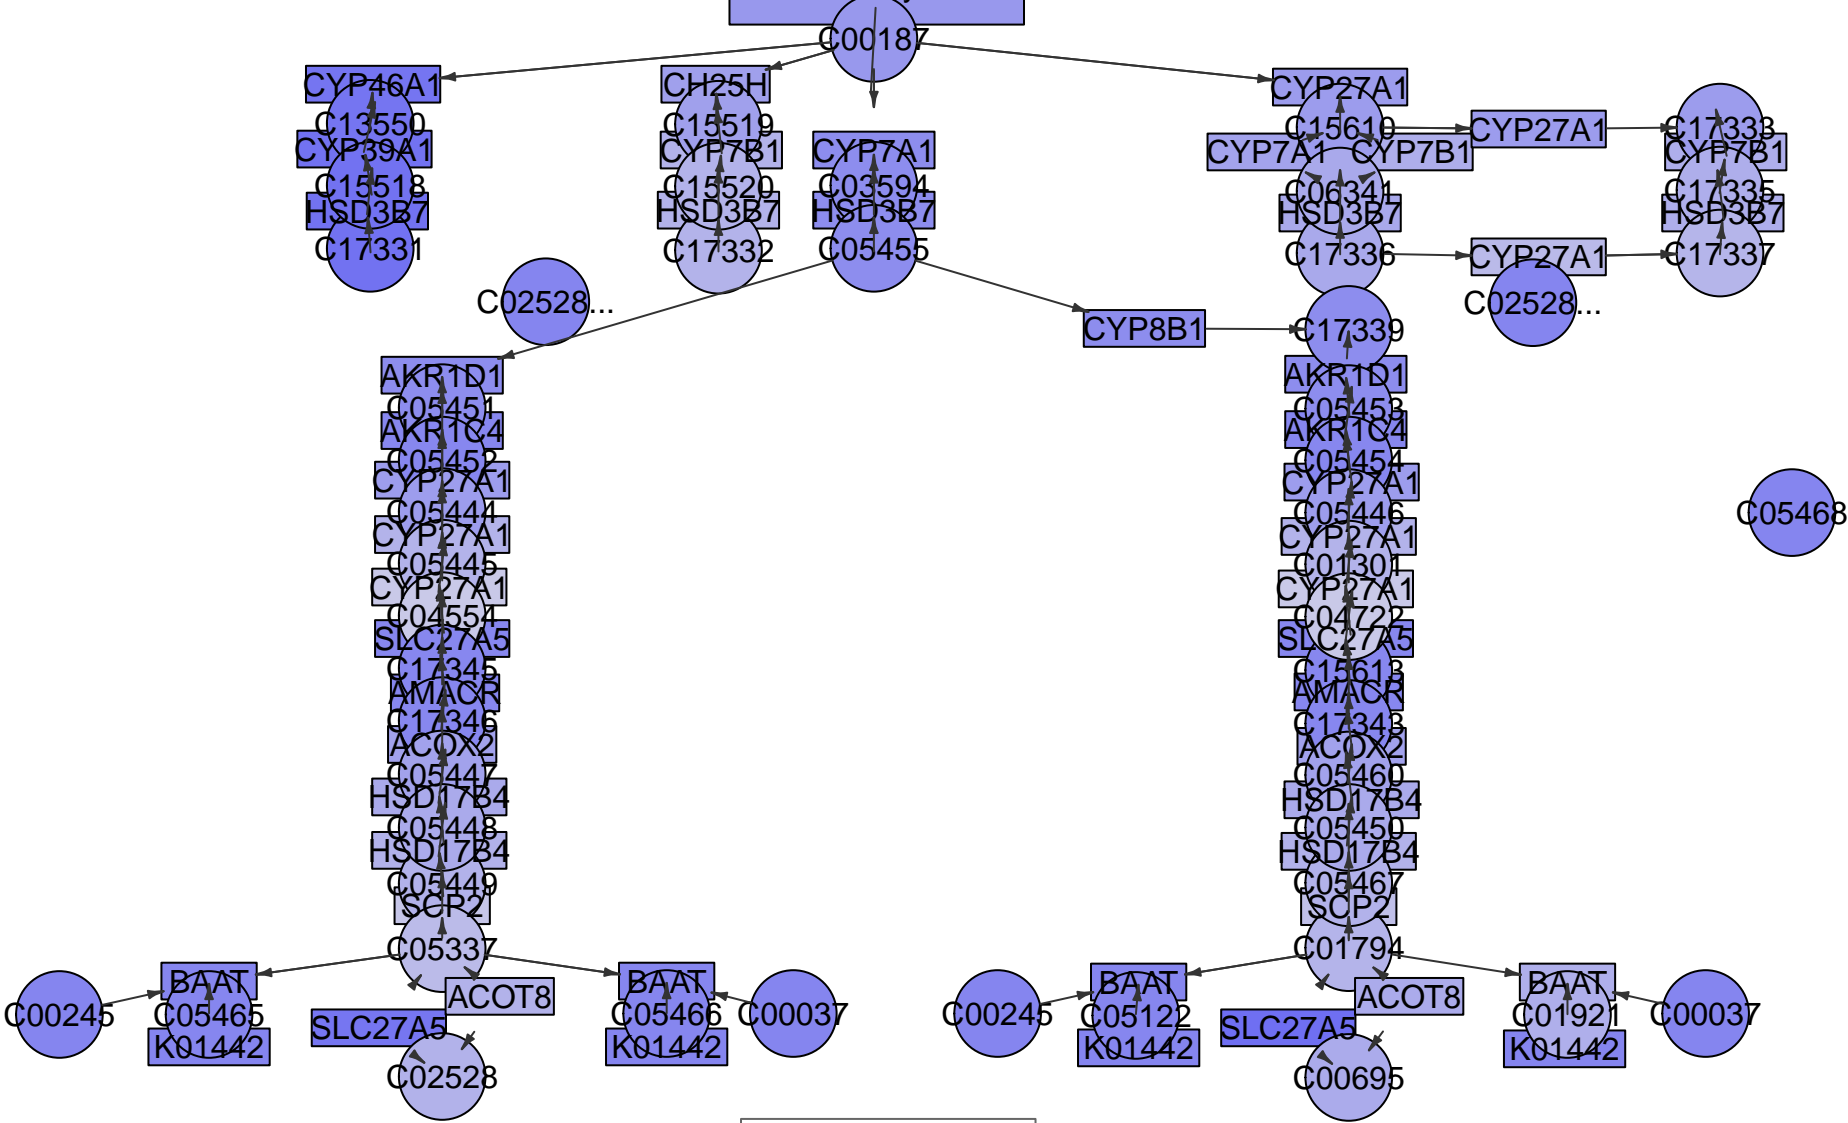 C00187
CYP46A1
C13550
CYP39A1
C15518
HSD3B7
C17331
CH25H
C15519
CYP7B1
C15520
HSD3B7
C17332
CYP7A1
C03594
HSD3B7
C05455
CYP27A1
C15610
CYP7A1
CYP7B1
C06341
HSD3B7
C17336
CYP27A1
C17333
CYP7B1
C17335
HSD3B7
CYP27A1
C17337
C02528...
C02528...
CYP8B1
C17339
AKR1D1
C05451
AKR1C4
C05452
CYP27A1
C05444
CYP27A1
C05445
CYP27A1
C04554
SLC27A5
C17345
AMACR
C17346
ACOX2
C05447
HSD17B4
C05448
HSD17B4
C05449
SCP2
C05337
AKR1D1
C05453
AKR1C4
C05454
CYP27A1
C05446
CYP27A1
C01301
CYP27A1
C04722
SLC27A5
C15613
AMACR
C17343
ACOX2
C05460
HSD17B4
C05450
HSD17B4
C05467
SCP2
C01794
C05468
C00245
BAAT
C05465
K01442
SLC27A5
ACOT8
C02528
BAAT
C05466
K01442
C00037
C00245
BAAT
C05122
K01442
SLC27A5
ACOT8
C00695
BAAT
C01921
K01442
C00037